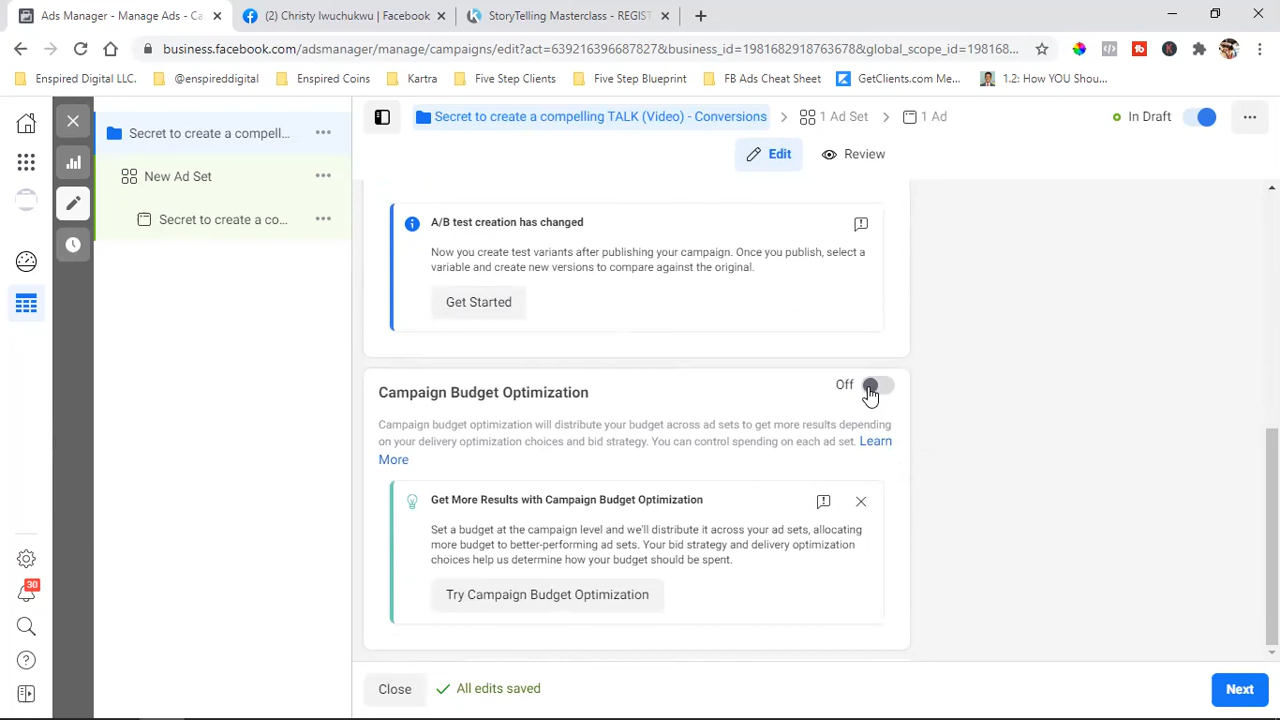 Ads Manager - Manage Ads - Ca
(2) Christy Iwuchukwu | Facebook
StoryTelling Masterclass - REGIST
business.facebook.com/adsmanager/manage/campaigns/edit?act=639216396687827&business_id=1981682918763678&global_scope_id=198168...
Enspired Digital LLC.
@enspireddigital
Enspired Coins
Kartra
Five Step Clients
Five Step Blueprint
FB Ads Cheat Sheet
GetClients.com Me...
1.2: How YOU Shou...
Secret to create a compell...
New Ad Set
Secret to create a co...
30
Secret to create a compelling TALK (Video) - Conversions
1 Ad Set
1 Ad
In Draft
Edit
Review
A/B test creation has changed
Now you create test variants after publishing your campaign. Once you publish, select a
variable and create new versions to compare against the original.
Get Started
Campaign Budget Optimization
Off
Campaign budget optimization will distribute your budget across ad sets to get more results depending
on your delivery optimization choices and bid strategy. You can control spending on each ad set. Learn
More
Get More Results with Campaign Budget Optimization
Set a budget at the campaign level and we'll distribute it across your ad sets, allocating
more budget to better-performing ad sets. Your bid strategy and delivery optimization
choices help us determine how your budget should be spent.
Try Campaign Budget Optimization
Close
All edits saved
Next